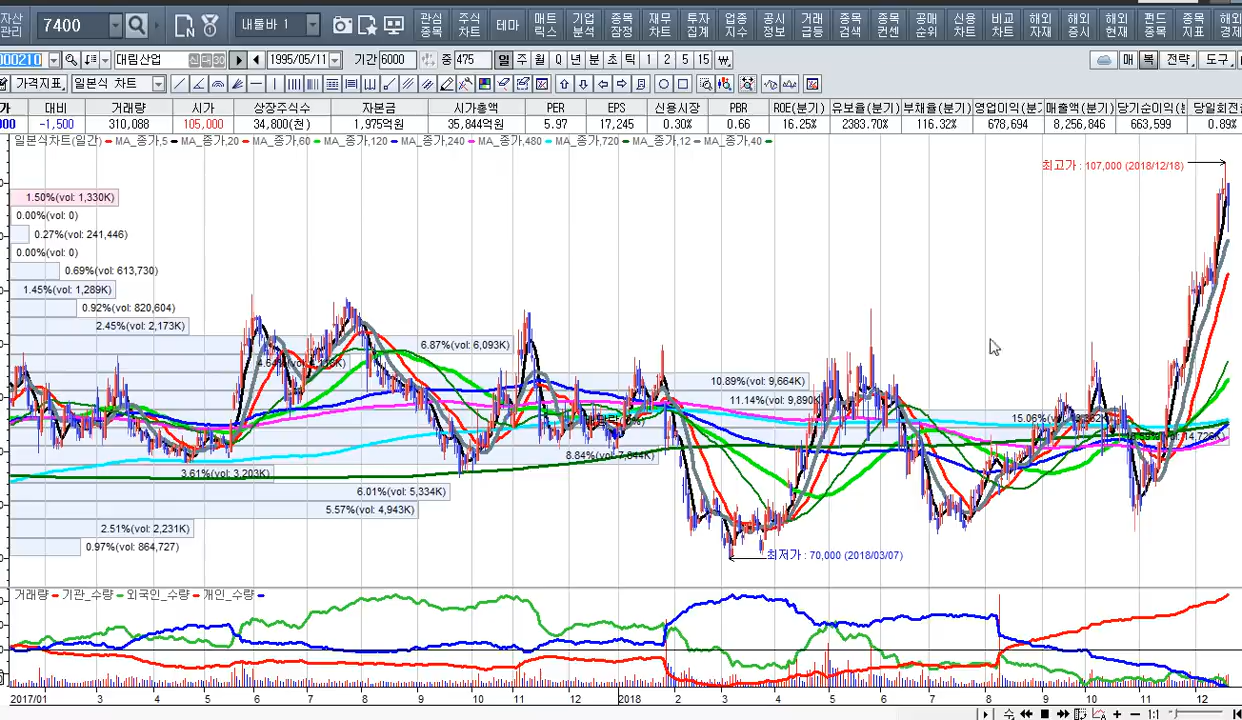 자산 관리 7400 내툴바 1 관심 종목 주식 차트 테마 매트 릭스 기업 분석 종목 잠정 재무 차트 투자 집계 업종 지수 공시 정보 거래 급등 종목 검색 종목 컨센 공매 순위 신용 차트 비교 차트 해외 자재 해외 증시 해외 현재 펀드 종목 종목 지표 해외 경제
000210 대림산업 신 대 30 1995/05/11 기간 6000 중 475 일 주 월 Q 년 분 초 틱 1 2 5 15 ₩ 매 복 전략 도구
가격지표 일본식 차트
가 대비 거래량 시가 상장주식수 자본금 시가총액 PER EPS 신용시장 PBR ROE(분기) 유보율(분기) 부채율(분기) 영업이익(분기) 매출액(분기) 당기순이익(분 당일회전
000 -1,500 310,088 105,000 34,800(천) 1,975억원 35,844억원 5.97 17,245 0.30% 0.66 16.25% 2383.70% 116.32% 678,694 8,256,846 663,599 0.89%
일본식차트(일간) MA_종가,5 MA_종가,20 MA_종가,60 MA_종가,120 MA_종가,240 MA_종가,480 MA_종가,720 MA_종가,12 MA_종가,40
최고가 : 107,000 (2018/12/18)
1.50%(vol: 1,330K)
0.00%(vol: 0)
0.27%(vol: 241,446)
0.00%(vol: 0)
0.69%(vol: 613,730)
1.45%(vol: 1,289K)
0.92%(vol: 820,604)
2.45%(vol: 2,173K)
6.87%(vol: 6,093K)
10.89%(vol: 9,664K)
11.14%(vol: 9,890K)
15.06%
8.84%(vol: 7,844K)
3.61%(vol: 3,203K)
6.01%(vol: 5,334K)
5.57%(vol: 4,943K)
2.51%(vol: 2,231K)
0.97%(vol: 864,727)
최저가 : 70,000 (2018/03/07)
거래량 기관_수량 외국인_수량 개인_수량
2017/01 3 4 5 6 7 8 9 10 11 12 2018 2 3 4 5 6 7 8 9 10 11 12
1:1